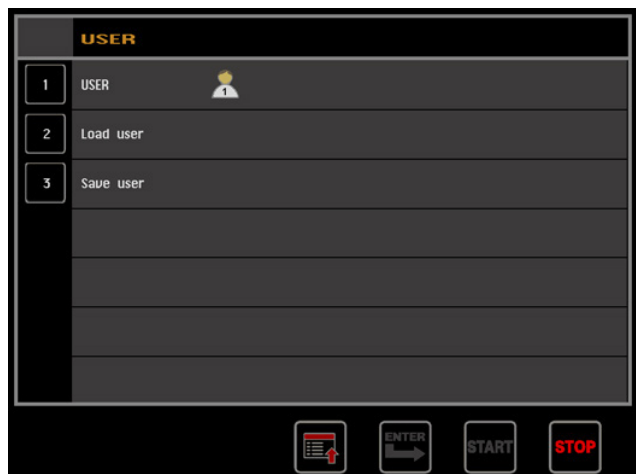 USER
1 USER 1
2 Load user
3 Save user
ENTER START STOP